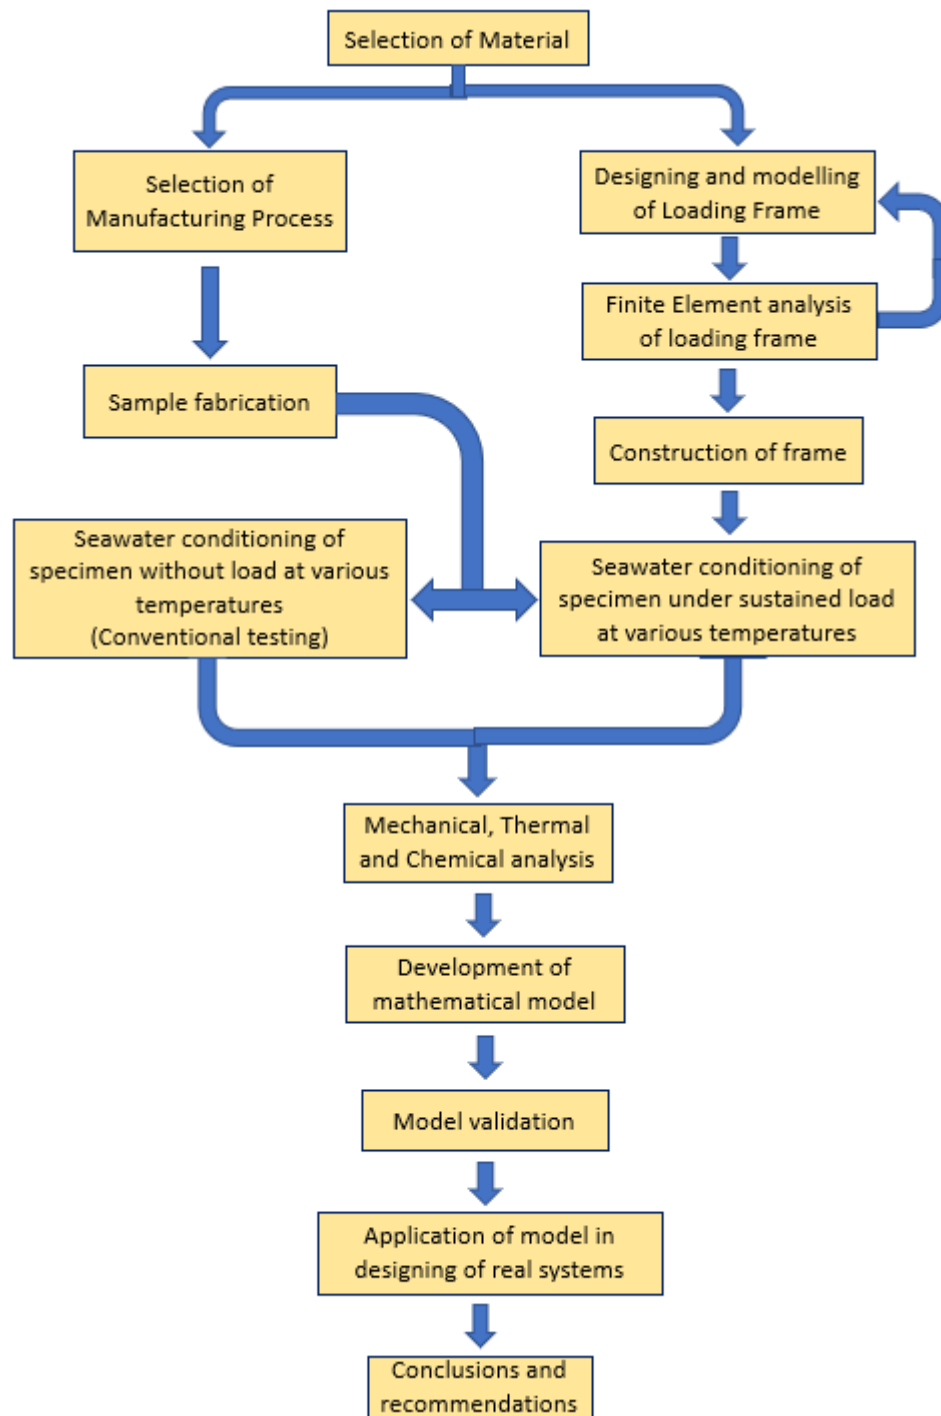 Selection of Material
Selection of
Manufacturing Process
Designing and modelling
of Loading Frame
Finite Element analysis
of loading frame
Sample fabrication
Construction of frame
Seawater conditioning of
specimen without load at various
temperatures
(Conventional testing)
Seawater conditioning of
specimen under sustained load
at various temperatures
Mechanical, Thermal
and Chemical analysis
Development of
mathematical model
Model validation
Application of model in
designing of real systems
Conclusions and
recommendations